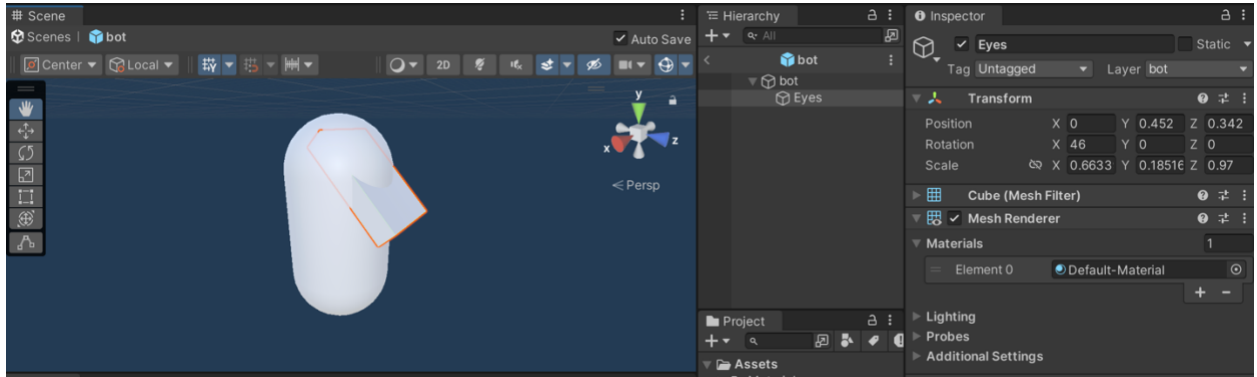 Scene
Scenes | bot
Auto Save
Center Local
2D
y
x z
Persp
Hierarchy
All
bot
bot
Eyes
Project
Assets
Inspector
Eyes Static
Tag Untagged Layer bot
Transform
Position X 0 Y 0.452 Z 0.342
Rotation X 46 Y 0 Z 0
Scale X 0.6633 Y 0.18516 Z 0.97
Cube (Mesh Filter)
Mesh Renderer
Materials 1
Element 0 Default-Material
+ -
Lighting
Probes
Additional Settings